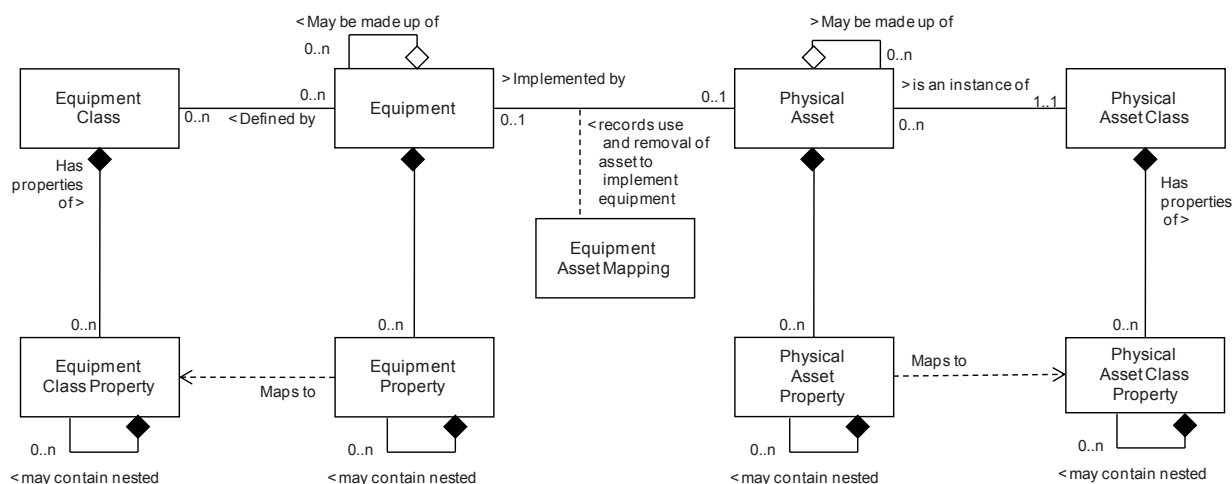 < May be made up of
0..n
> May be made up of
0..n
Equipment
Class
0..n
< Defined by
0..n
Equipment
> Implemented by
0..1
0..1
Physical
Asset
> is an instance of
0..n
1..1
Physical
Asset Class
< records use
and removal of
asset to
implement
equipment
Has
properties
of >
Has
properties
of >
Equipment
Asset Mapping
0..n
0..n
0..n
0..n
Equipment
Class Property
Maps to
Equipment
Property
Physical
Asset
Property
Maps to
Physical
Asset Class
Property
0..n
0..n
0..n
0..n
< may contain nested
< may contain nested
< may contain nested
< may contain nested